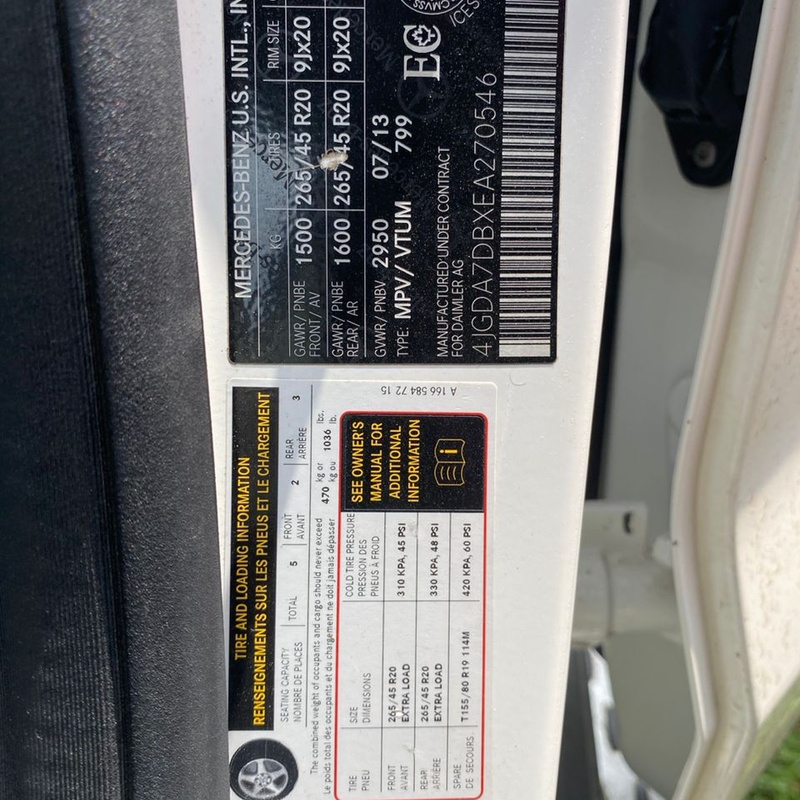 MERCEDES-BENZ U.S. INTL., IN
KG TIRES RIM SIZE
GAWR/ PNBE 1500 265/45 R20 9Jx20
FRONT/ AV
GAWR/ PNBE 1600 265/45 R20 9Jx20
REAR/ AR
GVWR/ PNBV 2950 07/13
TYPE: MPV/ VTUM 799 EC
MANUFACTURED UNDER CONTRACT
FOR DAIMLER AG
4JGDA7DBXEA270546
CMVSS
ICES
TIRE AND LOADING INFORMATION
RENSEIGNEMENTS SUR LES PNEUS ET LE CHARGEMENT
SEATING CAPACITY TOTAL 5 FRONT 2 REAR 3
NOMBRE DE PLACES AVANT ARRIÈRE
The combined weight of occupants and cargo should never exceed 470 kg or 1036 lbs.
Le poids total des occupants et du chargement ne doit jamais dépasser kg ou lb.
TIRE SIZE COLD TIRE PRESSURE
PNEU DIMENSIONS PRESSION DES
PNEUS À FROID
FRONT 265/45 R20 310 KPA, 45 PSI
AVANT EXTRA LOAD
REAR 265/45 R20 330 KPA, 48 PSI
ARRIÈRE EXTRA LOAD
SPARE T155/80 R19 114M 420 KPA, 60 PSI
DE SECOURS
SEE OWNER'S
MANUAL FOR
ADDITIONAL
INFORMATION
A 166 584 72 15